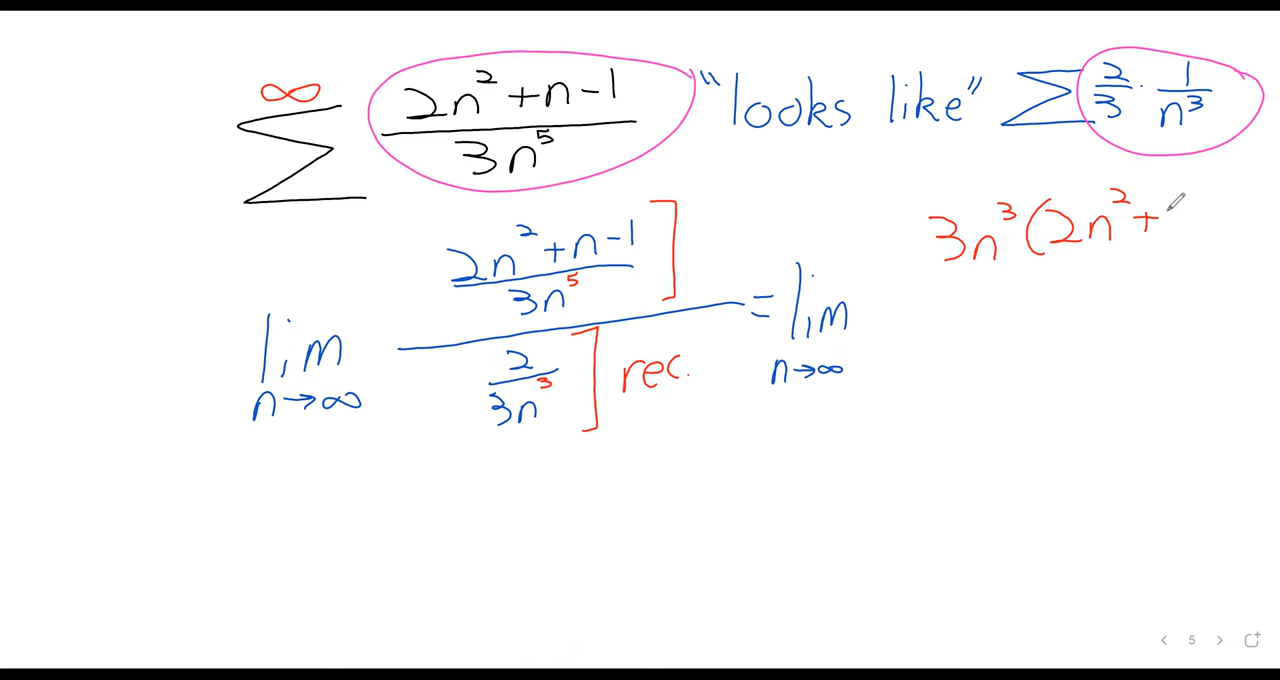 ∞
∑ (2n² + n - 1)/(3n⁵) "looks like" ∑ 2/3 · 1/n³
lim n→∞ ((2n² + n - 1)/(3n⁵)] / (2/(3n³)] rec. = lim n→∞ 3n³(2n² +
5